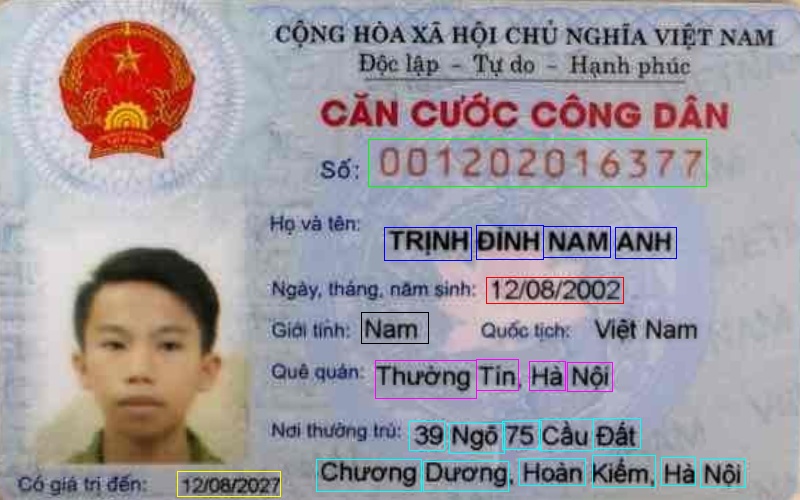 CỘNG HÒA XÃ HỘI CHỦ NGHĨA VIỆT NAM
Độc lập - Tự do - Hạnh phúc
CĂN CƯỚC CÔNG DÂN
Số: 001202016377
Họ và tên:
TRỊNH ĐÌNH NAM ANH
Ngày, tháng, năm sinh: 12/08/2002
Giới tính: Nam Quốc tịch: Việt Nam
Quê quán: Thường Tín, Hà Nội
Nơi thường trú: 39 Ngõ 75 Cầu Đất
Chương Dương, Hoàn Kiếm, Hà Nội
Có giá trị đến: 12/08/2027